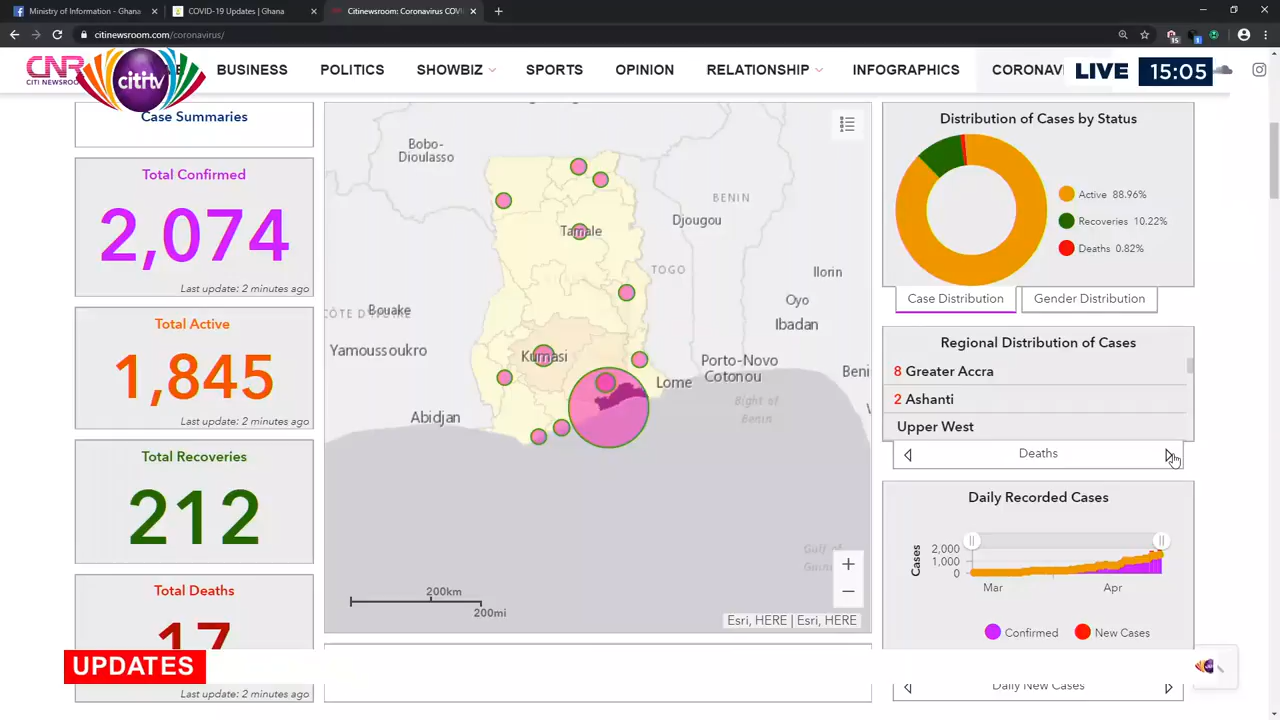 Ministry of Information - Ghana
COVID-19 Updates | Ghana
Citinewsroom: Coronavirus COVI
citinewsroom.com/coronavirus/
CNR
CITI NEWSROO
citi tv
BUSINESS
POLITICS
SHOWBIZ
SPORTS
OPINION
RELATIONSHIP
INFOGRAPHICS
CORONAV
LIVE
15:05
Case Summaries
Total Confirmed
2,074
Last update: 2 minutes ago
Total Active
1,845
Last update: 2 minutes ago
Total Recoveries
212
Total Deaths
17
Last update: 2 minutes ago
Bobo-
Dioulasso
BENIN
Djougou
Tamale
TOGO
Ilorin
CÔTE D'IVOIRE
Bouake
Oyo
Ibadan
Yamoussoukro
Kumasi
Porto-Novo
Cotonou
Lome
Beni
Bight of
Benin
Abidjan
Gulf of
200km
200mi
Esri, HERE | Esri, HERE
Distribution of Cases by Status
Active 88.96%
Recoveries 10.22%
Deaths 0.82%
Case Distribution
Gender Distribution
Regional Distribution of Cases
8 Greater Accra
2 Ashanti
Upper West
Deaths
Daily Recorded Cases
Cases
2,000
1,000
0
Mar
Apr
Confirmed
New Cases
Daily New Cases
UPDATES